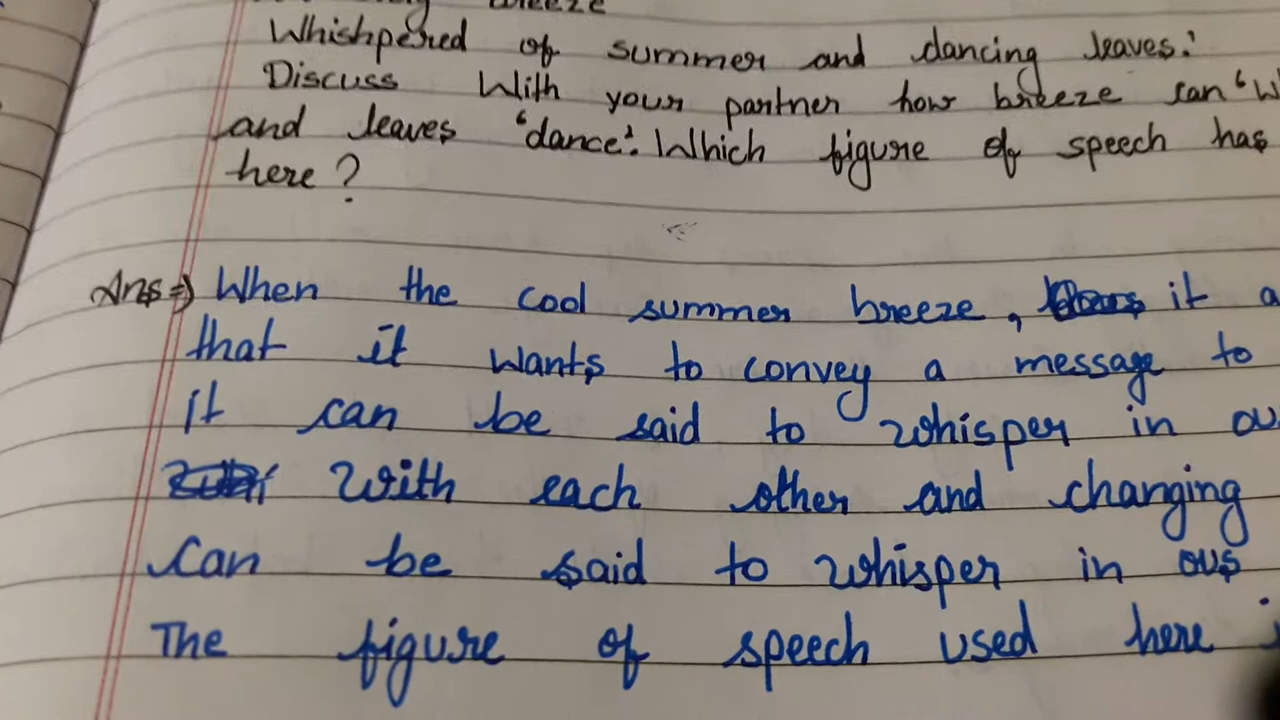 Whishpered of summer and dancing leaves.'
Discuss With your partner how breeze can 'W
and leaves 'dance'. Which figure of speech has
here ?
Ans⇒ When the cool summer breeze, it a
that it wants to convey a message to
it can be said to whisper in ou
with each other and changing
can be said to whisper in
The figure of speech used here i